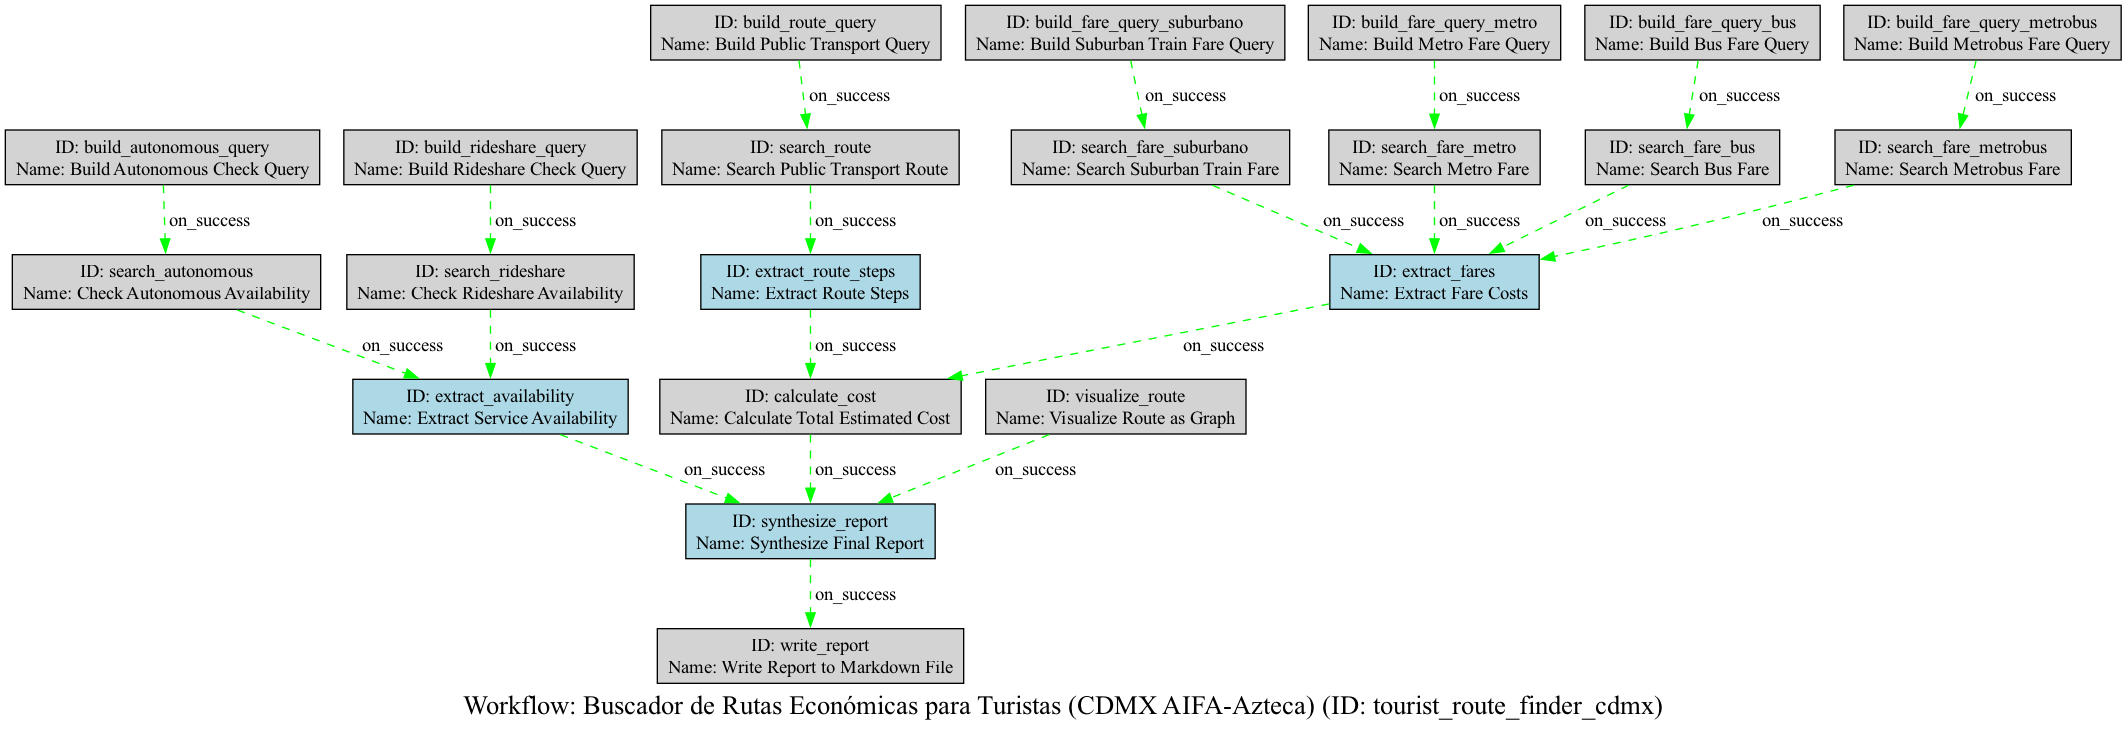 ID: build_route_query
Name: Build Public Transport Query
ID: build_fare_query_suburbano
Name: Build Suburban Train Fare Query
ID: build_fare_query_metro
Name: Build Metro Fare Query
ID: build_fare_query_bus
Name: Build Bus Fare Query
ID: build_fare_query_metrobus
Name: Build Metrobus Fare Query
on_success
on_success
on_success
on_success
on_success
ID: build_autonomous_query
Name: Build Autonomous Check Query
ID: build_rideshare_query
Name: Build Rideshare Check Query
ID: search_route
Name: Search Public Transport Route
ID: search_fare_suburbano
Name: Search Suburban Train Fare
ID: search_fare_metro
Name: Search Metro Fare
ID: search_fare_bus
Name: Search Bus Fare
ID: search_fare_metrobus
Name: Search Metrobus Fare
on_success
on_success
on_success
on_success
on_success
on_success
on_success
ID: search_autonomous
Name: Check Autonomous Availability
ID: search_rideshare
Name: Check Rideshare Availability
ID: extract_route_steps
Name: Extract Route Steps
ID: extract_fares
Name: Extract Fare Costs
on_success
on_success
on_success
on_success
ID: extract_availability
Name: Extract Service Availability
ID: calculate_cost
Name: Calculate Total Estimated Cost
ID: visualize_route
Name: Visualize Route as Graph
on_success
on_success
on_success
ID: synthesize_report
Name: Synthesize Final Report
on_success
ID: write_report
Name: Write Report to Markdown File
Workflow: Buscador de Rutas Económicas para Turistas (CDMX AIFA-Azteca) (ID: tourist_route_finder_cdmx)